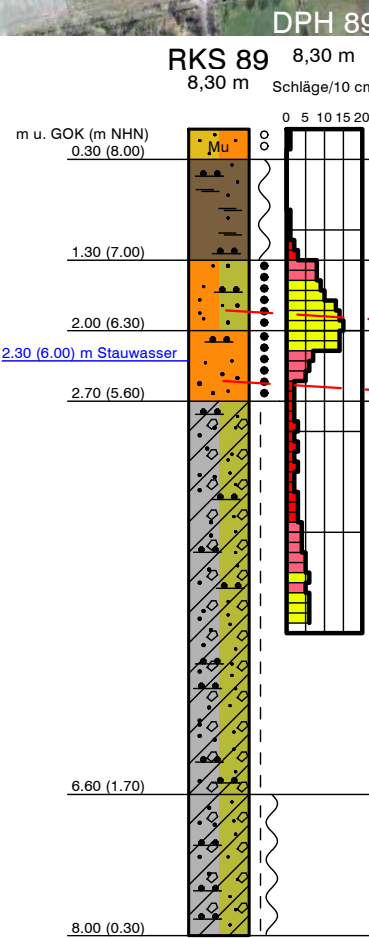 DPH 89
RKS 89
8,30 m
8,30 m
Schläge/10 cm
0 5 10 15 20
m u. GOK (m NHN)
Mu
0.30 (8.00)
1.30 (7.00)
2.00 (6.30)
2.30 (6.00) m Stauwasser
2.70 (5.60)
6.60 (1.70)
8.00 (0.30)